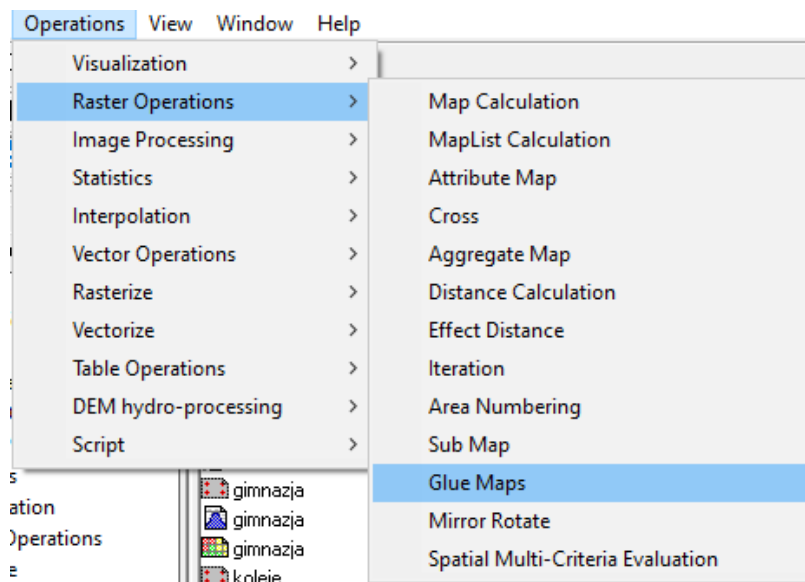 Operations View Window Help
Visualization
Raster Operations
Image Processing
Statistics
Interpolation
Vector Operations
Rasterize
Vectorize
Table Operations
DEM hydro-processing
Script
Map Calculation
MapList Calculation
Attribute Map
Cross
Aggregate Map
Distance Calculation
Effect Distance
Iteration
Area Numbering
Sub Map
Glue Maps
Mirror Rotate
Spatial Multi-Criteria Evaluation
gimnazja
gimnazja
gimnazja
koleje